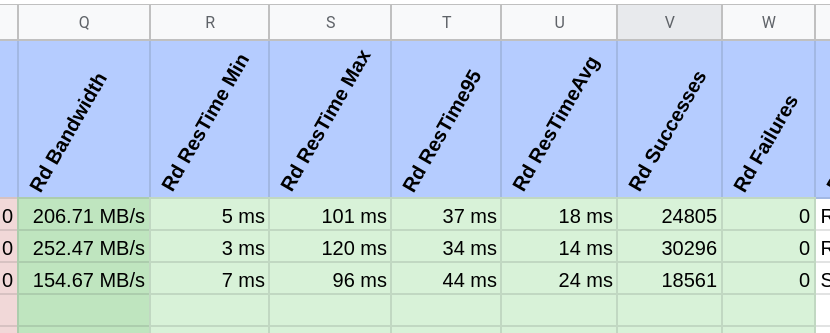 Q R S T U V W
Rd Bandwidth Rd ResTime Min Rd ResTime Max Rd ResTime95 Rd ResTimeAvg Rd Successes Rd Failures
0 206.71 MB/s 5 ms 101 ms 37 ms 18 ms 24805 0 R
0 252.47 MB/s 3 ms 120 ms 34 ms 14 ms 30296 0 R
0 154.67 MB/s 7 ms 96 ms 44 ms 24 ms 18561 0 S